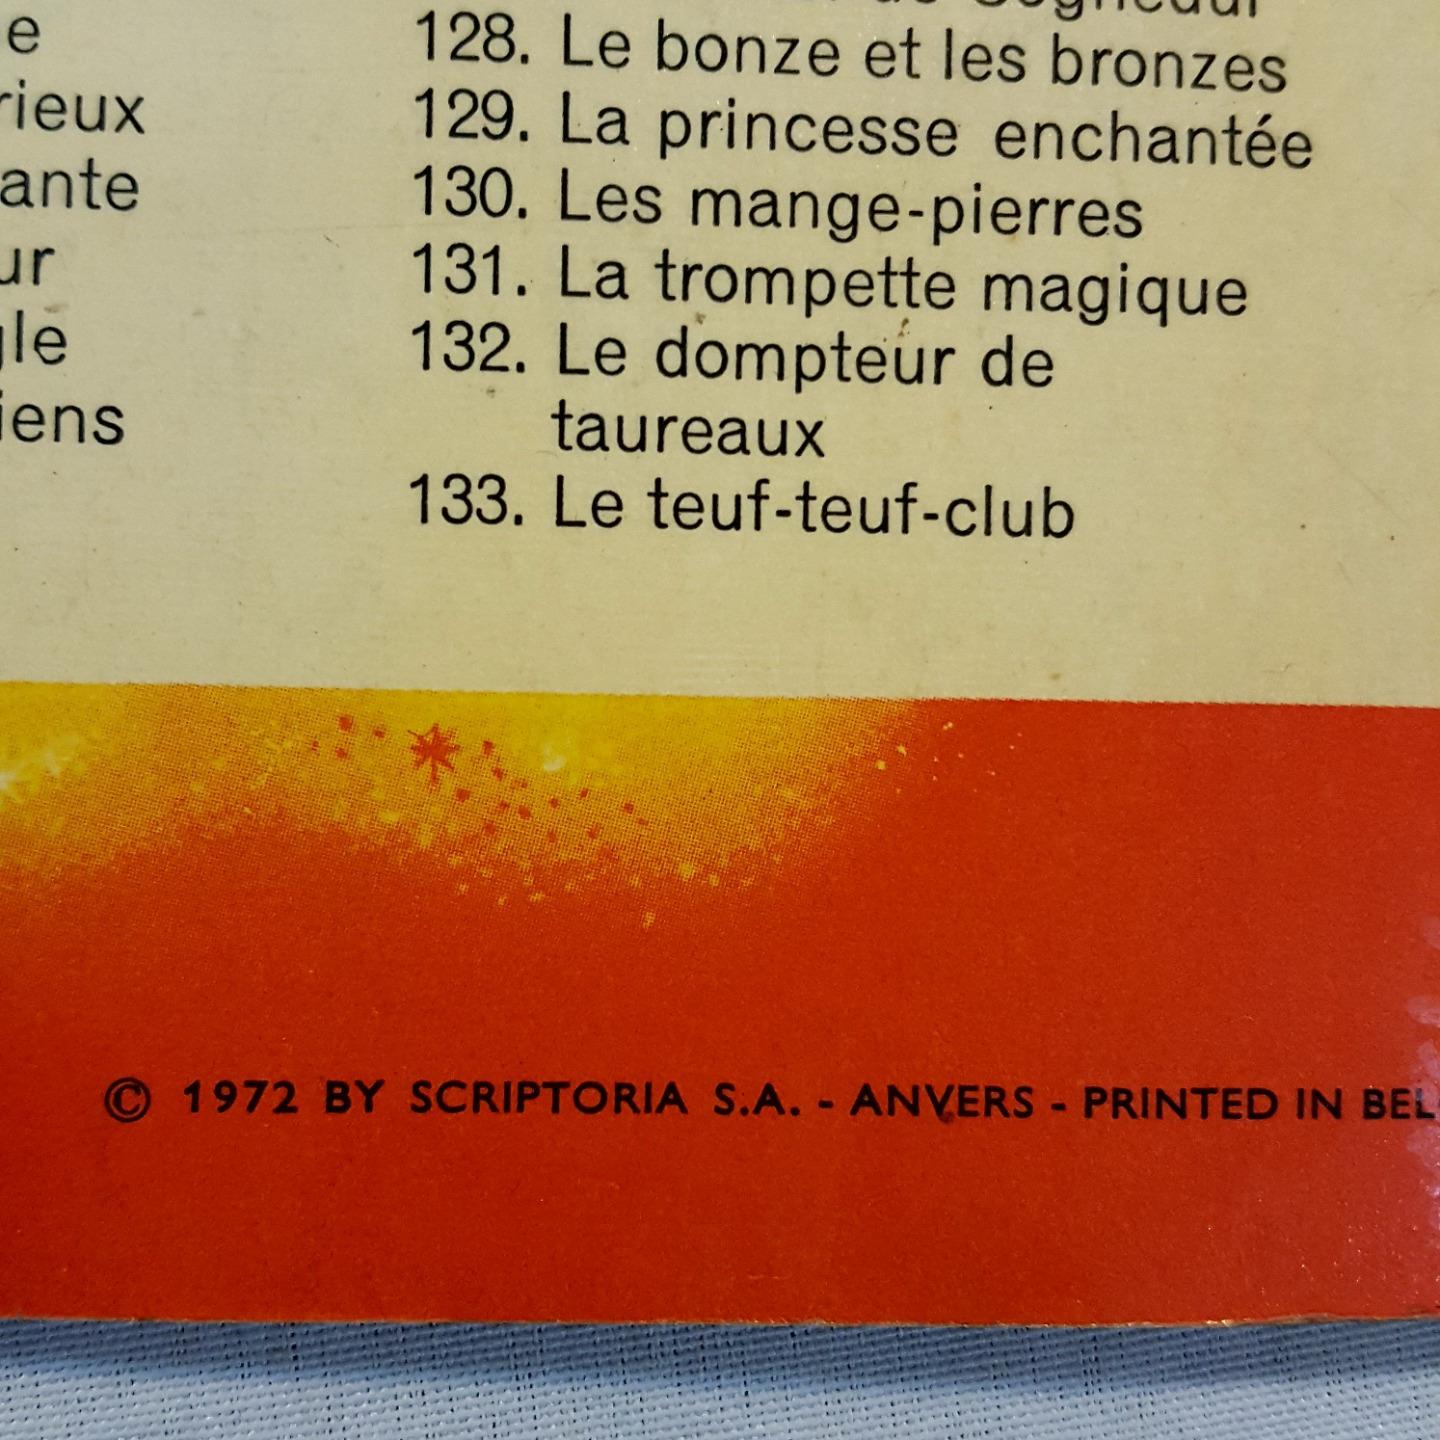 e
ante
128. Le bonze et les bronzes
129. La princesse enchantée
130. Les mange-pierres
131. La trompette magique
132. Le dompteur de
taureaux
133. Le teuf-teuf-club
© 1972 BY SCRIPTORIA S.A. - ANVERS - PRINTED IN BEL